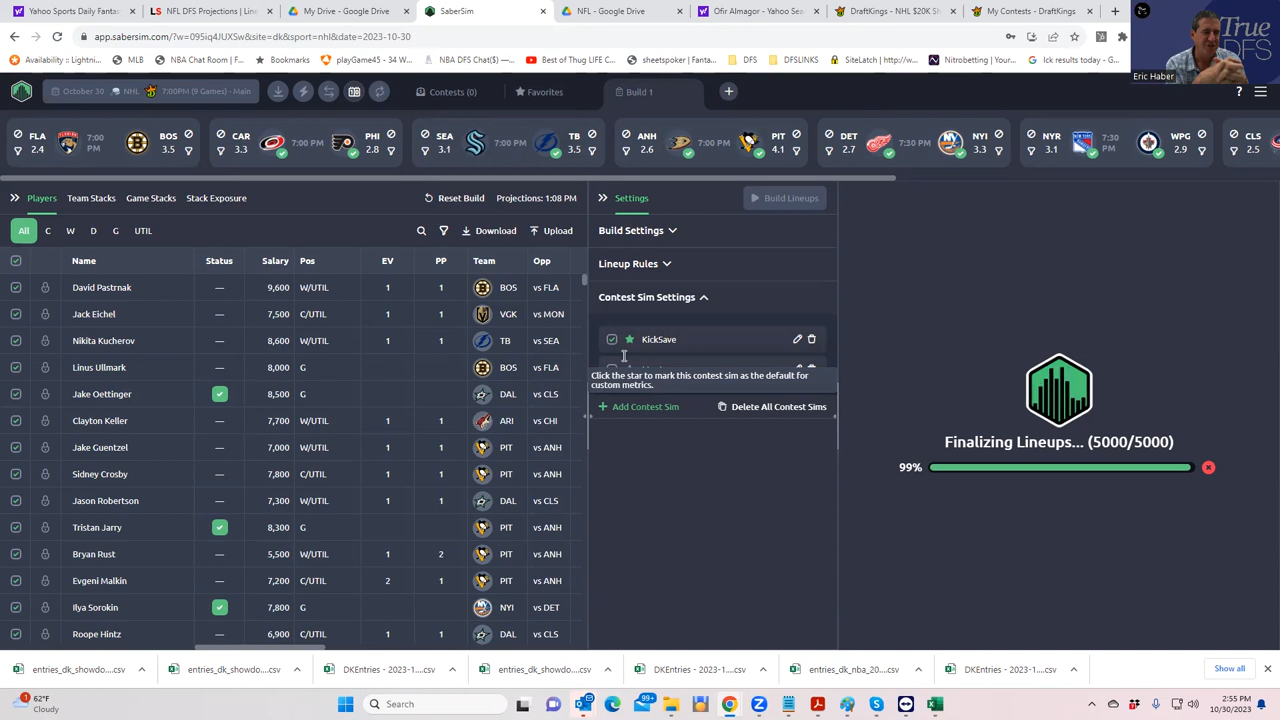 Yahoo Sports Daily Fantas
NFL DFS Projections | Line
My Drive - Google Drive
SaberSim
NFL - Google Drive
Ofir Almagor - Yahoo Sport
DraftKings - NHL $20K Sh
My Contests - DraftKings
app.sabersim.com/?w=095iq4JUXSw&site=dk&sport=nhl&date=2023-10-30
Availability :: Lightni...
MLB
NBA Chat Room | F...
Bookmarks
playGame45 - 34 W...
NBA DFS Chat($)—...
Best of Thug LIFE C...
sheetspoker | Fanta...
DFS
DFSLINKS
SiteLatch | Why We...
Nitrobetting | Your...
Ick results today - G...
True
DFS
Eric Haber
October 30
NHL
7:00PM (9 Games) - Main
Contests (0)
Favorites
Build 1
FLA
2.4
7:00
PM
BOS
3.5
CAR
3.3
7:00 PM
PHI
2.8
SEA
3.1
7:00 PM
TB
3.5
ANH
2.6
7:00 PM
PIT
4.1
DET
2.7
7:30 PM
NYI
3.3
NYR
3.1
7:30
PM
WPG
2.9
CLS
2.5
Players
Team Stacks
Game Stacks
Stack Exposure
Reset Build
Projections: 1:08 PM
Settings
Build Lineups
All
C
W
D
G
UTIL
Download
Upload
Build Settings
Lineup Rules
Contest Sim Settings
KickSave
Click the star to mark this contest sim as the default for
custom metrics.
+ Add Contest Sim
Delete All Contest Sims
Name Status Salary Pos EV PP Team Opp
David Pastrnak — 9,600 W/UTIL 1 1 BOS vs FLA
Jack Eichel — 7,500 C/UTIL 1 1 VGK vs MON
Nikita Kucherov — 8,600 W/UTIL 1 1 TB vs SEA
Linus Ullmark — 8,000 G BOS vs FLA
Jake Oettinger 8,500 G DAL vs CLS
Clayton Keller — 7,700 W/UTIL 1 1 ARI vs CHI
Jake Guentzel — 7,000 W/UTIL 1 1 PIT vs ANH
Sidney Crosby — 7,800 C/UTIL 1 1 PIT vs ANH
Jason Robertson — 7,300 W/UTIL 1 1 DAL vs CLS
Tristan Jarry 8,300 G PIT vs ANH
Bryan Rust — 5,500 W/UTIL 1 2 PIT vs ANH
Evgeni Malkin — 7,200 C/UTIL 2 1 PIT vs ANH
Ilya Sorokin 7,800 G NYI vs DET
Roope Hintz — 6,900 C/UTIL 1 1 DAL vs CLS
Finalizing Lineups... (5000/5000)
99%
entries_dk_showdo....csv
entries_dk_showdo....csv
DKEntries - 2023-1....csv
entries_dk_showdo....csv
DKEntries - 2023-1....csv
entries_dk_nba_20....csv
DKEntries - 2023-1....csv
Show all
1
62°F
Cloudy
Search
99+
2:55 PM
10/30/2023